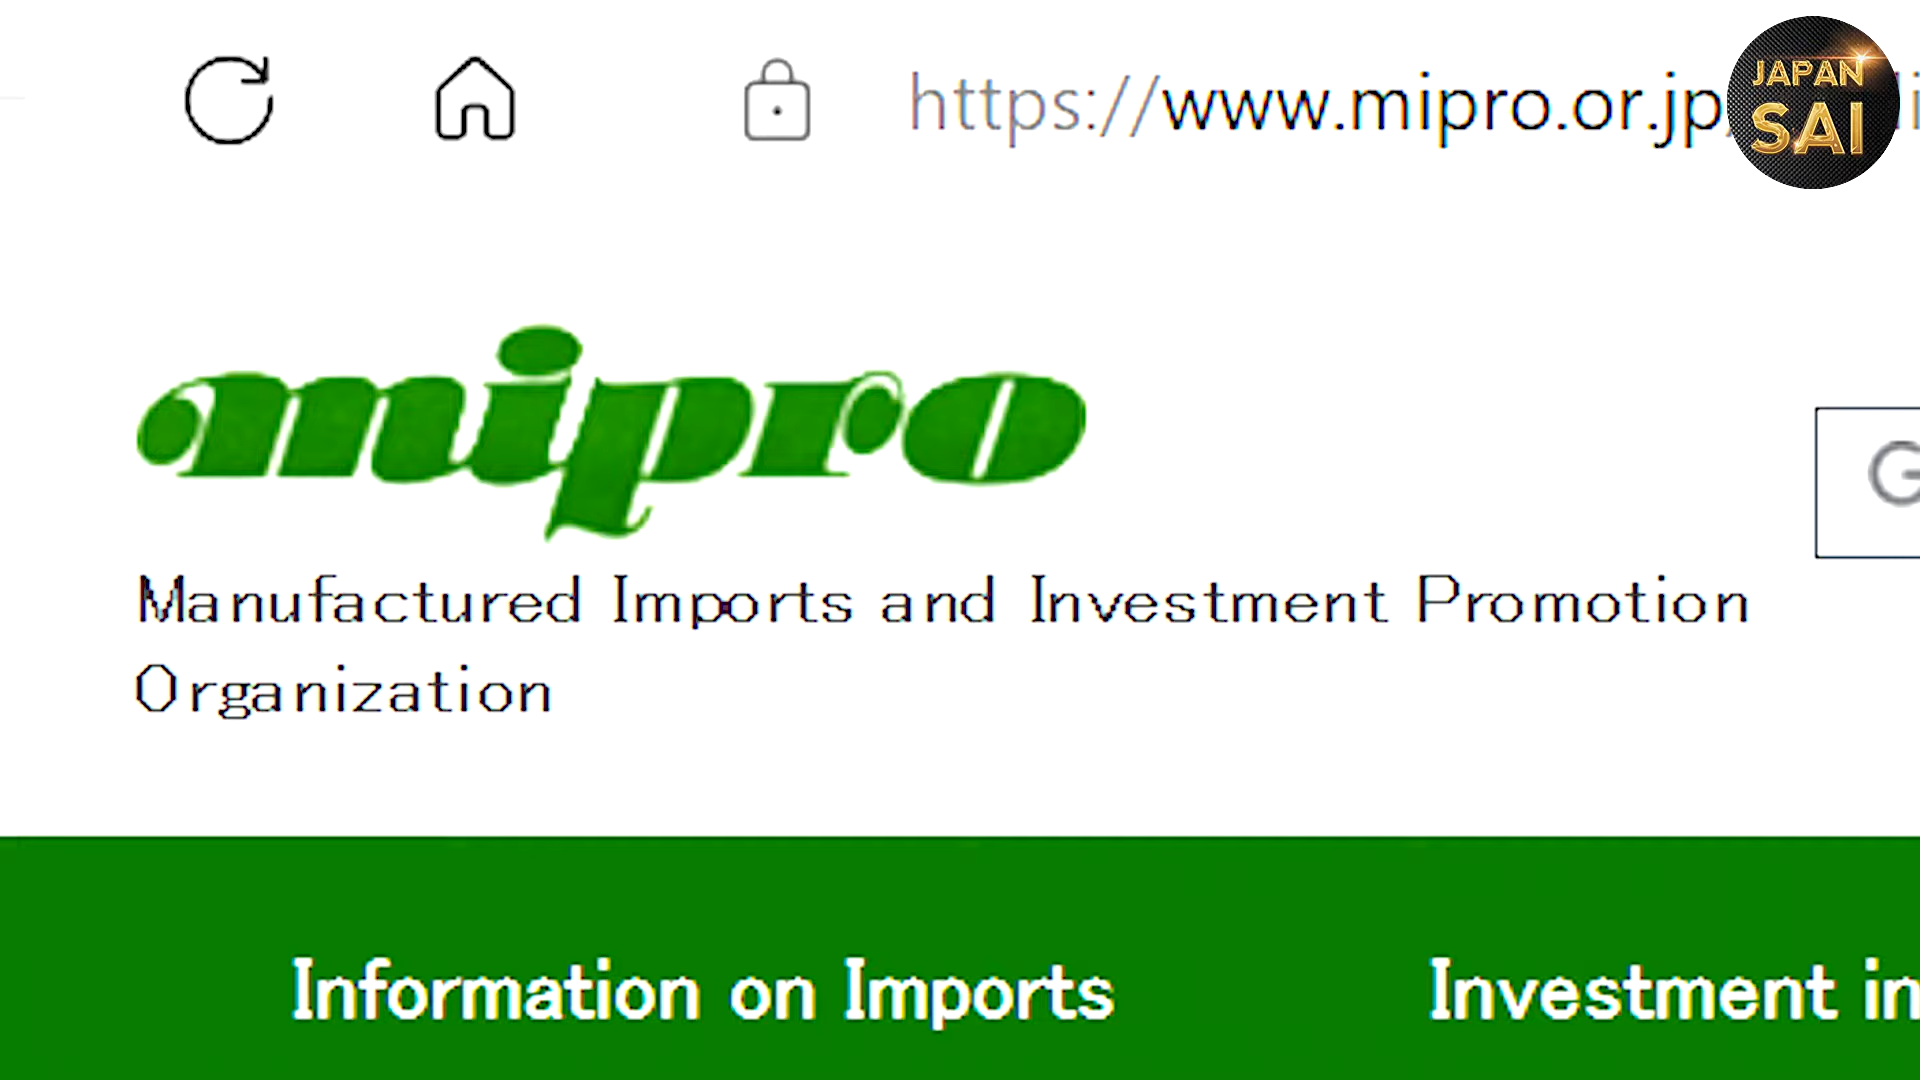 https://www.mipro.or.jp
JAPAN
SAI
mipro
Manufactured Imports and Investment Promotion
Organization
Information on Imports
Investment in